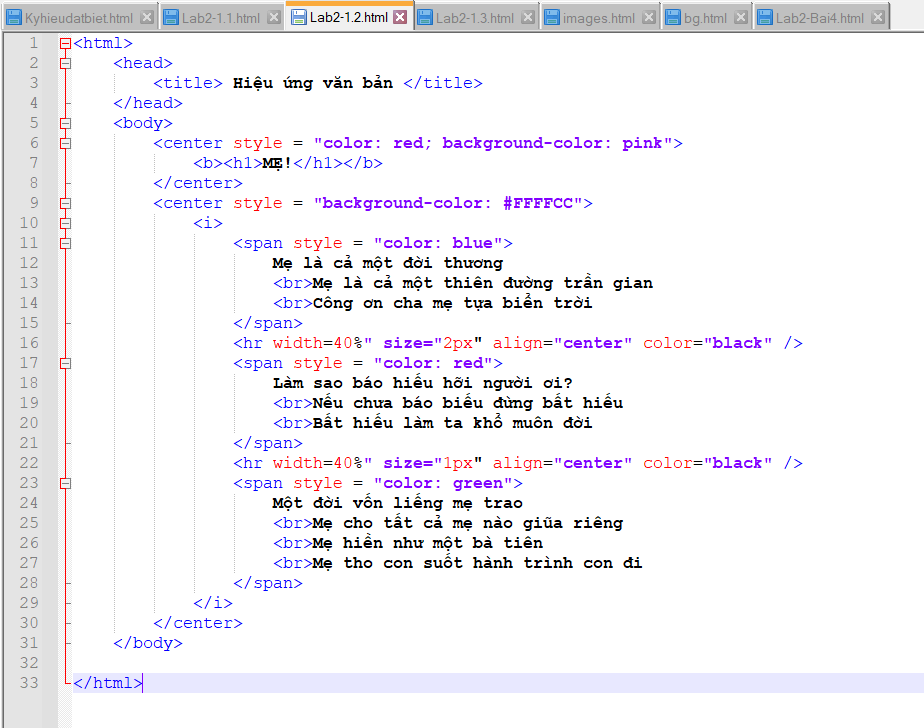 Kyhieudatbiet.html Lab2-1.1.html Lab2-1.2.html Lab2-1.3.html images.html bg.html Lab2-Bai4.html
1 <html>
2 <head>
3 <title> Hiệu ứng văn bản </title>
4 </head>
5 <body>
6 <center style = "color: red; background-color: pink">
7 <b><h1>MẸ!</h1></b>
8 </center>
9 <center style = "background-color: #FFFFCC">
10 <i>
11 <span style = "color: blue">
12 Mẹ là cả một đời thương
13 <br>Mẹ là cả một thiên đường trần gian
14 <br>Công ơn cha mẹ tựa biển trời
15 </span>
16 <hr width=40%" size="2px" align="center" color="black" />
17 <span style = "color: red">
18 Làm sao báo hiếu hỡi người ơi?
19 <br>Nếu chưa báo biếu đừng bất hiếu
20 <br>Bất hiếu làm ta khổ muôn đời
21 </span>
22 <hr width=40%" size="1px" align="center" color="black" />
23 <span style = "color: green">
24 Một đời vốn liếng mẹ trao
25 <br>Mẹ cho tất cả mẹ nào giũa riêng
26 <br>Mẹ hiền như một bà tiên
27 <br>Mẹ tho con suốt hành trình con đi
28 </span>
29 </i>
30 </center>
31 </body>
32
33 </html>